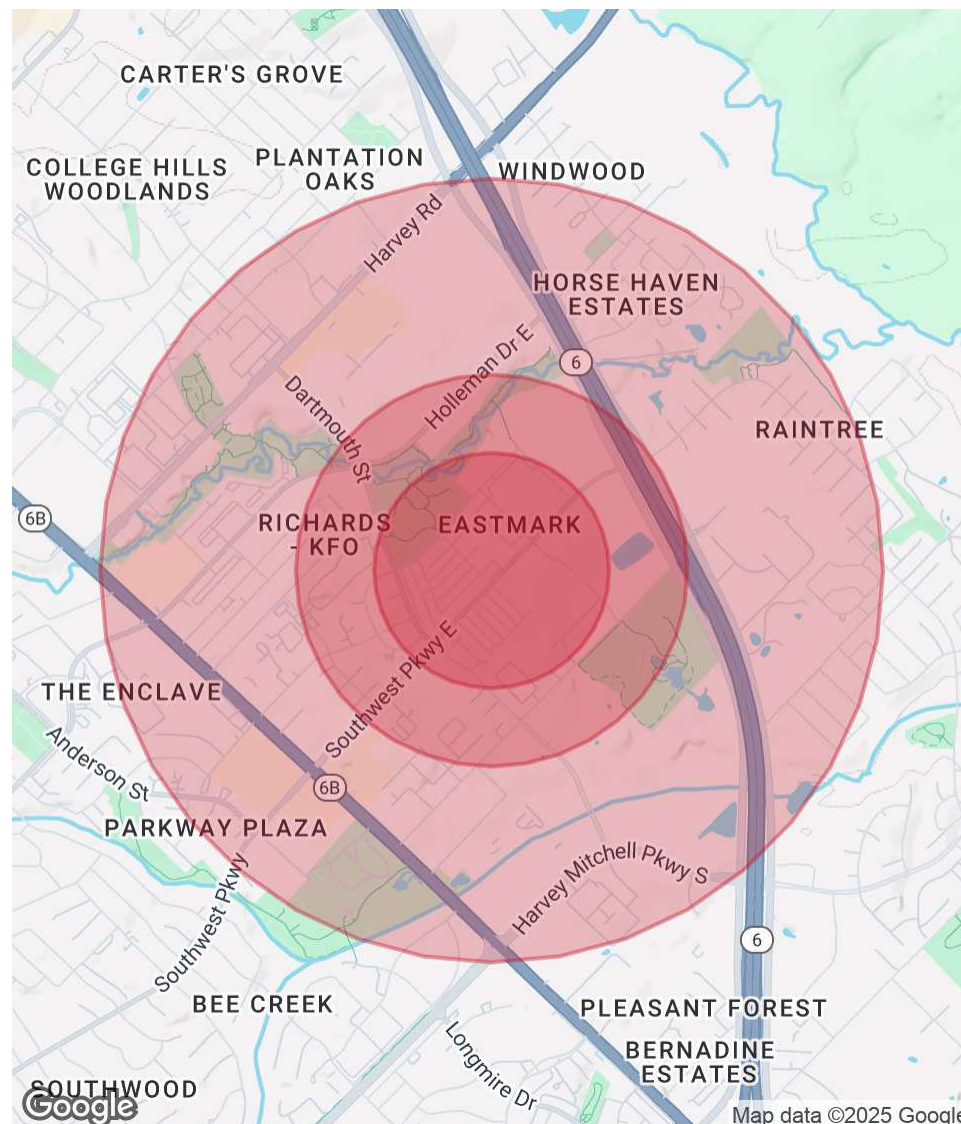 CARTER'S GROVE
COLLEGE HILLS
WOODLANDS
PLANTATION
OAKS
WINDWOOD
Harvey Rd
HORSE HAVEN
ESTATES
Holleman Dr E
6
Dartmouth St
RAINTREE
6B
RICHARDS
- KFO
EASTMARK
Southwest Pkwy E
THE ENCLAVE
Anderson St
6B
PARKWAY PLAZA
Southwest Pkwy
Harvey Mitchell Pkwy S
6
BEE CREEK
PLEASANT FOREST
Longmire Dr
BERNADINE
ESTATES
SOUTHWOOD
Google
Map data ©2025 Google